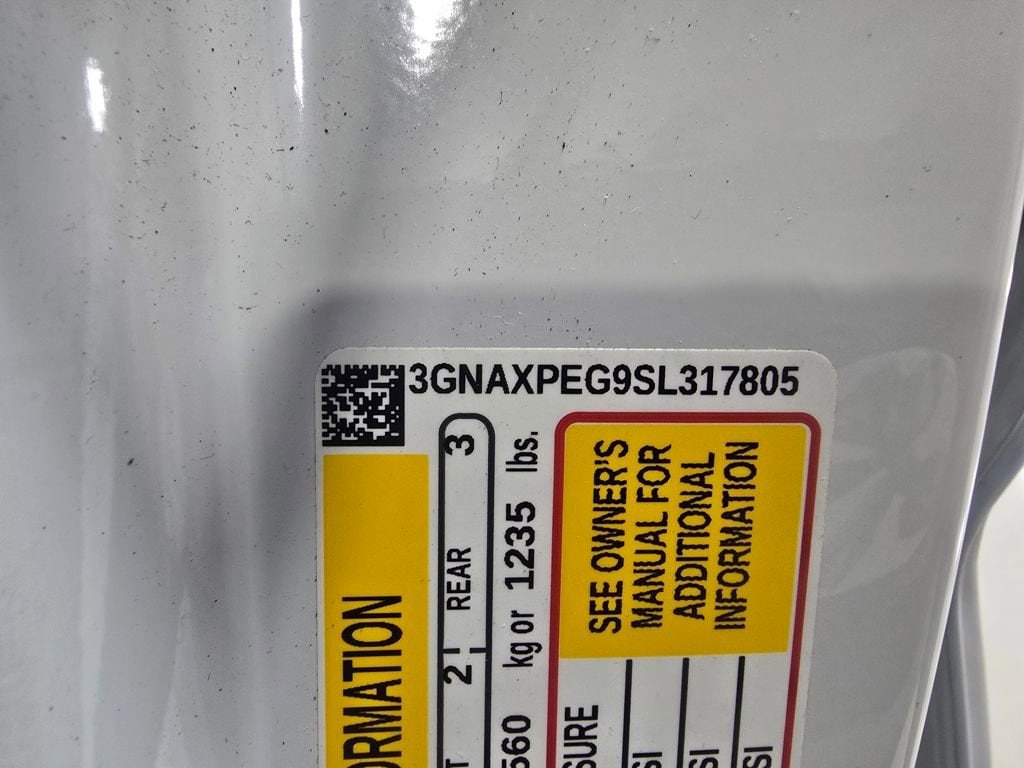 3GNAXPEG9SL317805
ORMATION
T 2 REAR 3
560 kg or 1235 lbs.
SEE OWNER'S
MANUAL FOR
ADDITIONAL
INFORMATION
SURE
SI
SI
SI